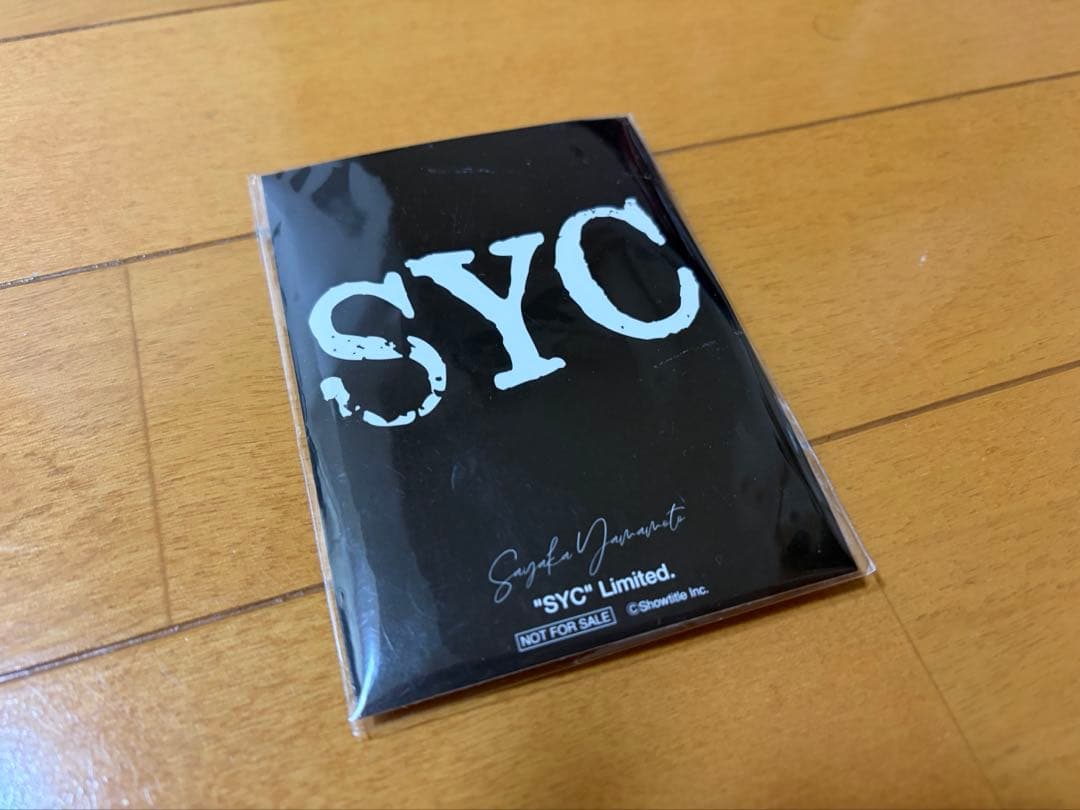 SYC
Sayaka Yamamoto
"SYC" Limited.
NOT FOR SALE ©Showtitle Inc.